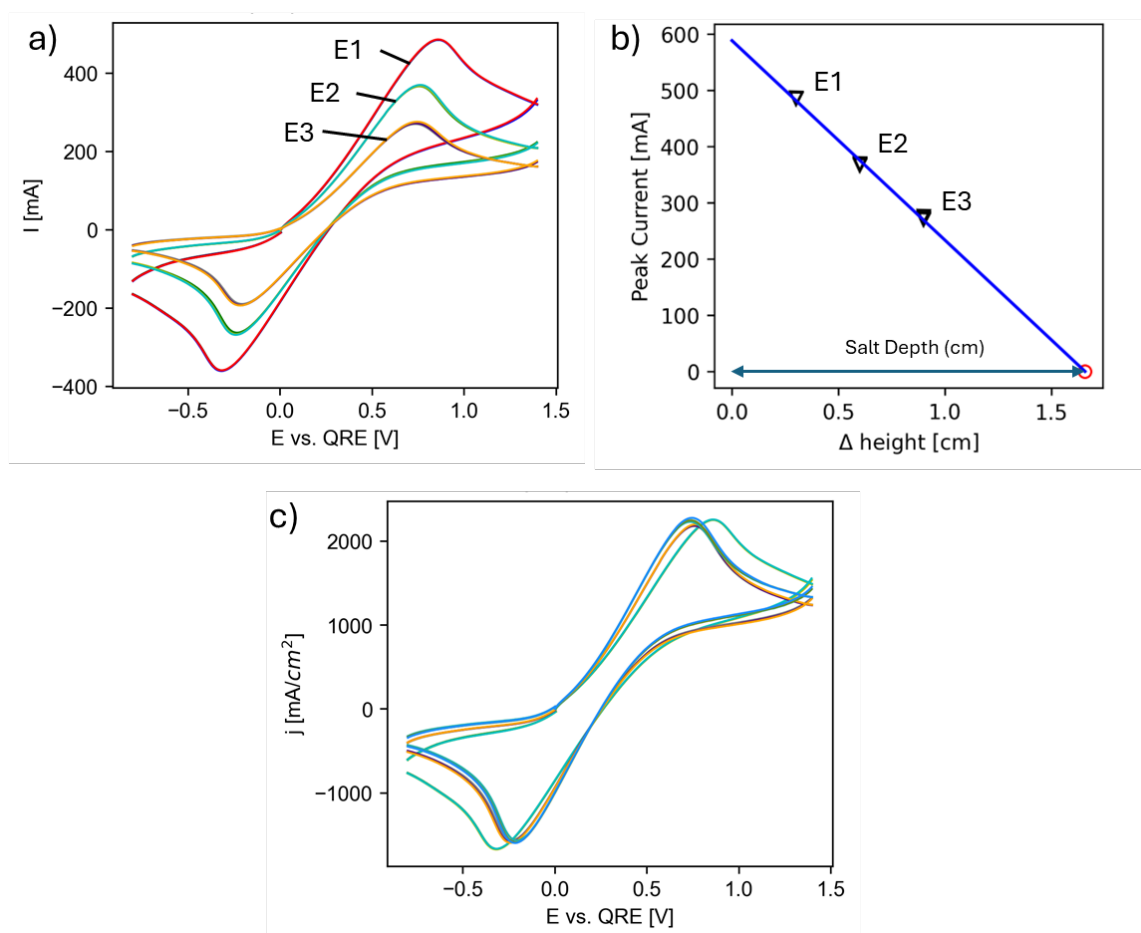 a)
E1
E2
E3
400
200
0
−200
−400
I [mA]
−0.5
0.0
0.5
1.0
1.5
E vs. QRE [V]
b)
600
500
400
300
200
100
0
Peak Current [mA]
E1
E2
E3
Salt Depth (cm)
0.0
0.5
1.0
1.5
Δ height [cm]
c)
2000
1000
0
−1000
j [mA/cm²]
−0.5
0.0
0.5
1.0
1.5
E vs. QRE [V]